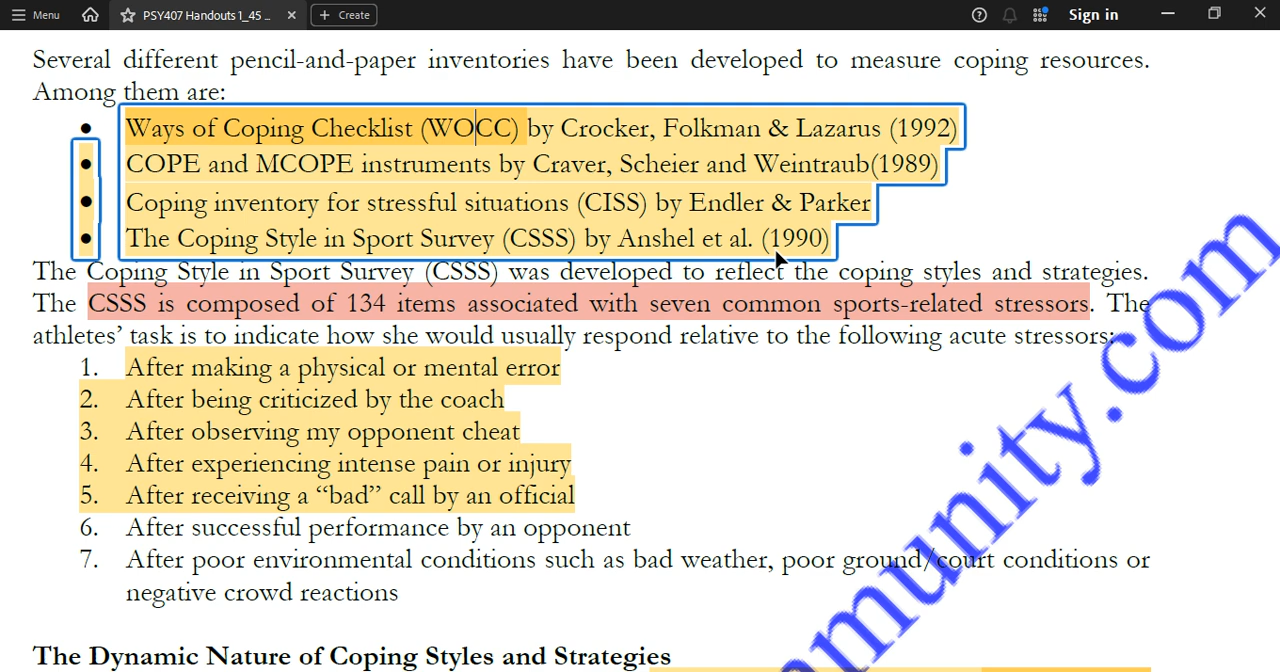 Menu
PSY407 Handouts 1_45 ...
+ Create
Sign in
Several different pencil-and-paper inventories have been developed to measure coping resources.
Among them are:
• Ways of Coping Checklist (WOCC) by Crocker, Folkman & Lazarus (1992)
• COPE and MCOPE instruments by Craver, Scheier and Weintraub(1989)
• Coping inventory for stressful situations (CISS) by Endler & Parker
• The Coping Style in Sport Survey (CSSS) by Anshel et al. (1990)
The Coping Style in Sport Survey (CSSS) was developed to reflect the coping styles and strategies.
The CSSS is composed of 134 items associated with seven common sports-related stressors. The
athletes’ task is to indicate how she would usually respond relative to the following acute stressors:
1. After making a physical or mental error
2. After being criticized by the coach
3. After observing my opponent cheat
4. After experiencing intense pain or injury
5. After receiving a “bad” call by an official
6. After successful performance by an opponent
7. After poor environmental conditions such as bad weather, poor ground/court conditions or
negative crowd reactions
The Dynamic Nature of Coping Styles and Strategies
munity.com